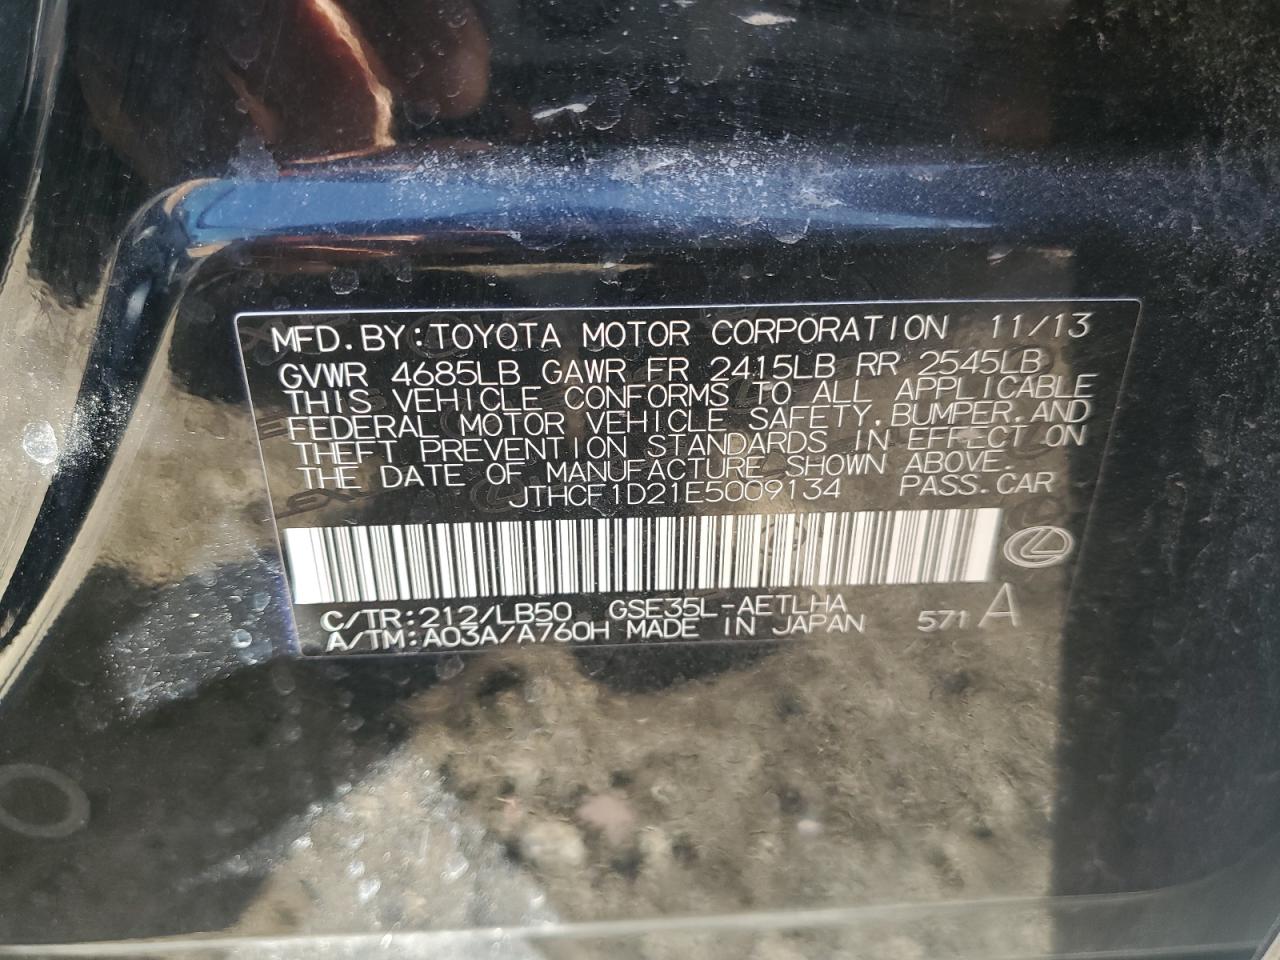 MFD. BY: TOYOTA MOTOR CORPORATION 11/13
GVWR 4685LB GAWR FR 2415LB RR 2545LB
THIS VEHICLE CONFORMS TO ALL APPLICABLE
FEDERAL MOTOR VEHICLE SAFETY, BUMPER, AND
THEFT PREVENTION STANDARDS IN EFFECT ON
THE DATE OF MANUFACTURE SHOWN ABOVE.
JTHCF1D21E5009134 PASS. CAR
C/TR: 212/LB50 GSE35L-AETLHA
A/TM: A03A/A760H MADE IN JAPAN 571 A